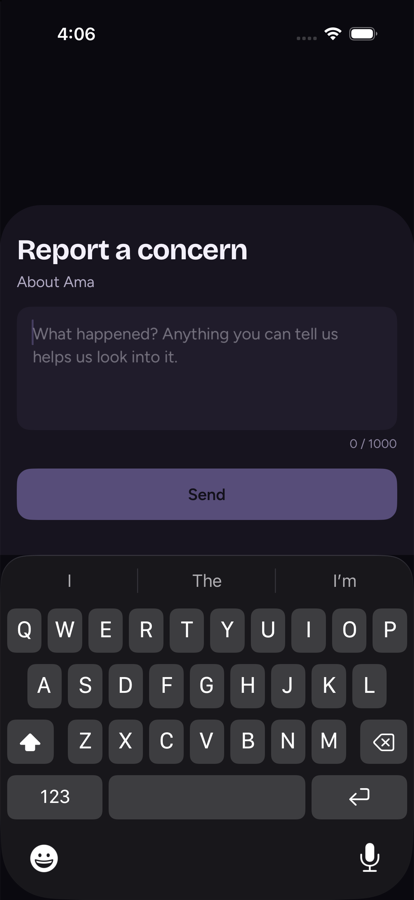 4:06
Report a concern
About Ama
What happened? Anything you can tell us
helps us look into it.
0 / 1000
Send
I The I'm
Q W E R T Y U I O P
A S D F G H J K L
Z X C V B N M
123